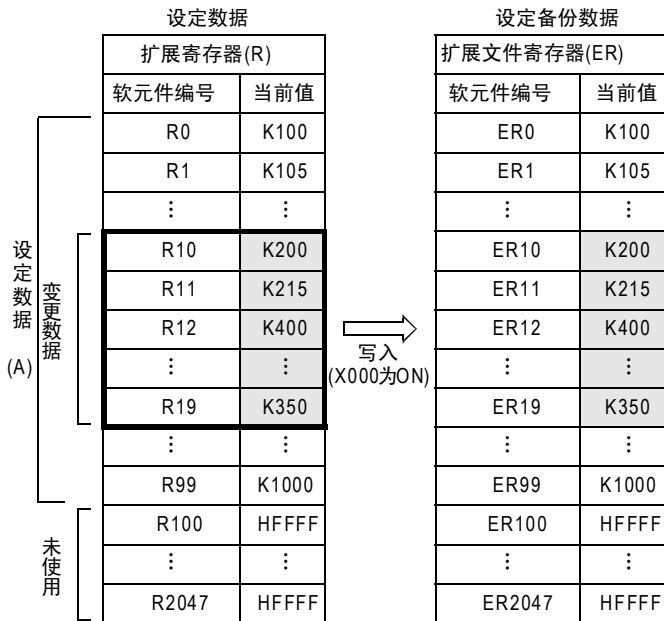 设定数据 设定备份数据
扩展寄存器(R) 扩展文件寄存器(ER)
软元件编号 当前值 软元件编号 当前值
R0 K100 ER0 K100
R1 K105 ER1 K105
⋮ ⋮ ⋮ ⋮
R10 K200 ER10 K200
R11 K215 ER11 K215
R12 K400 ER12 K400
⋮ ⋮ ⋮ ⋮
R19 K350 ER19 K350
⋮ ⋮ ⋮ ⋮
R99 K1000 ER99 K1000
R100 HFFFF ER100 HFFFF
⋮ ⋮ ⋮ ⋮
R2047 HFFFF ER2047 HFFFF
设定数据
(A)
变更数据
未使用
写入
(X000为ON)